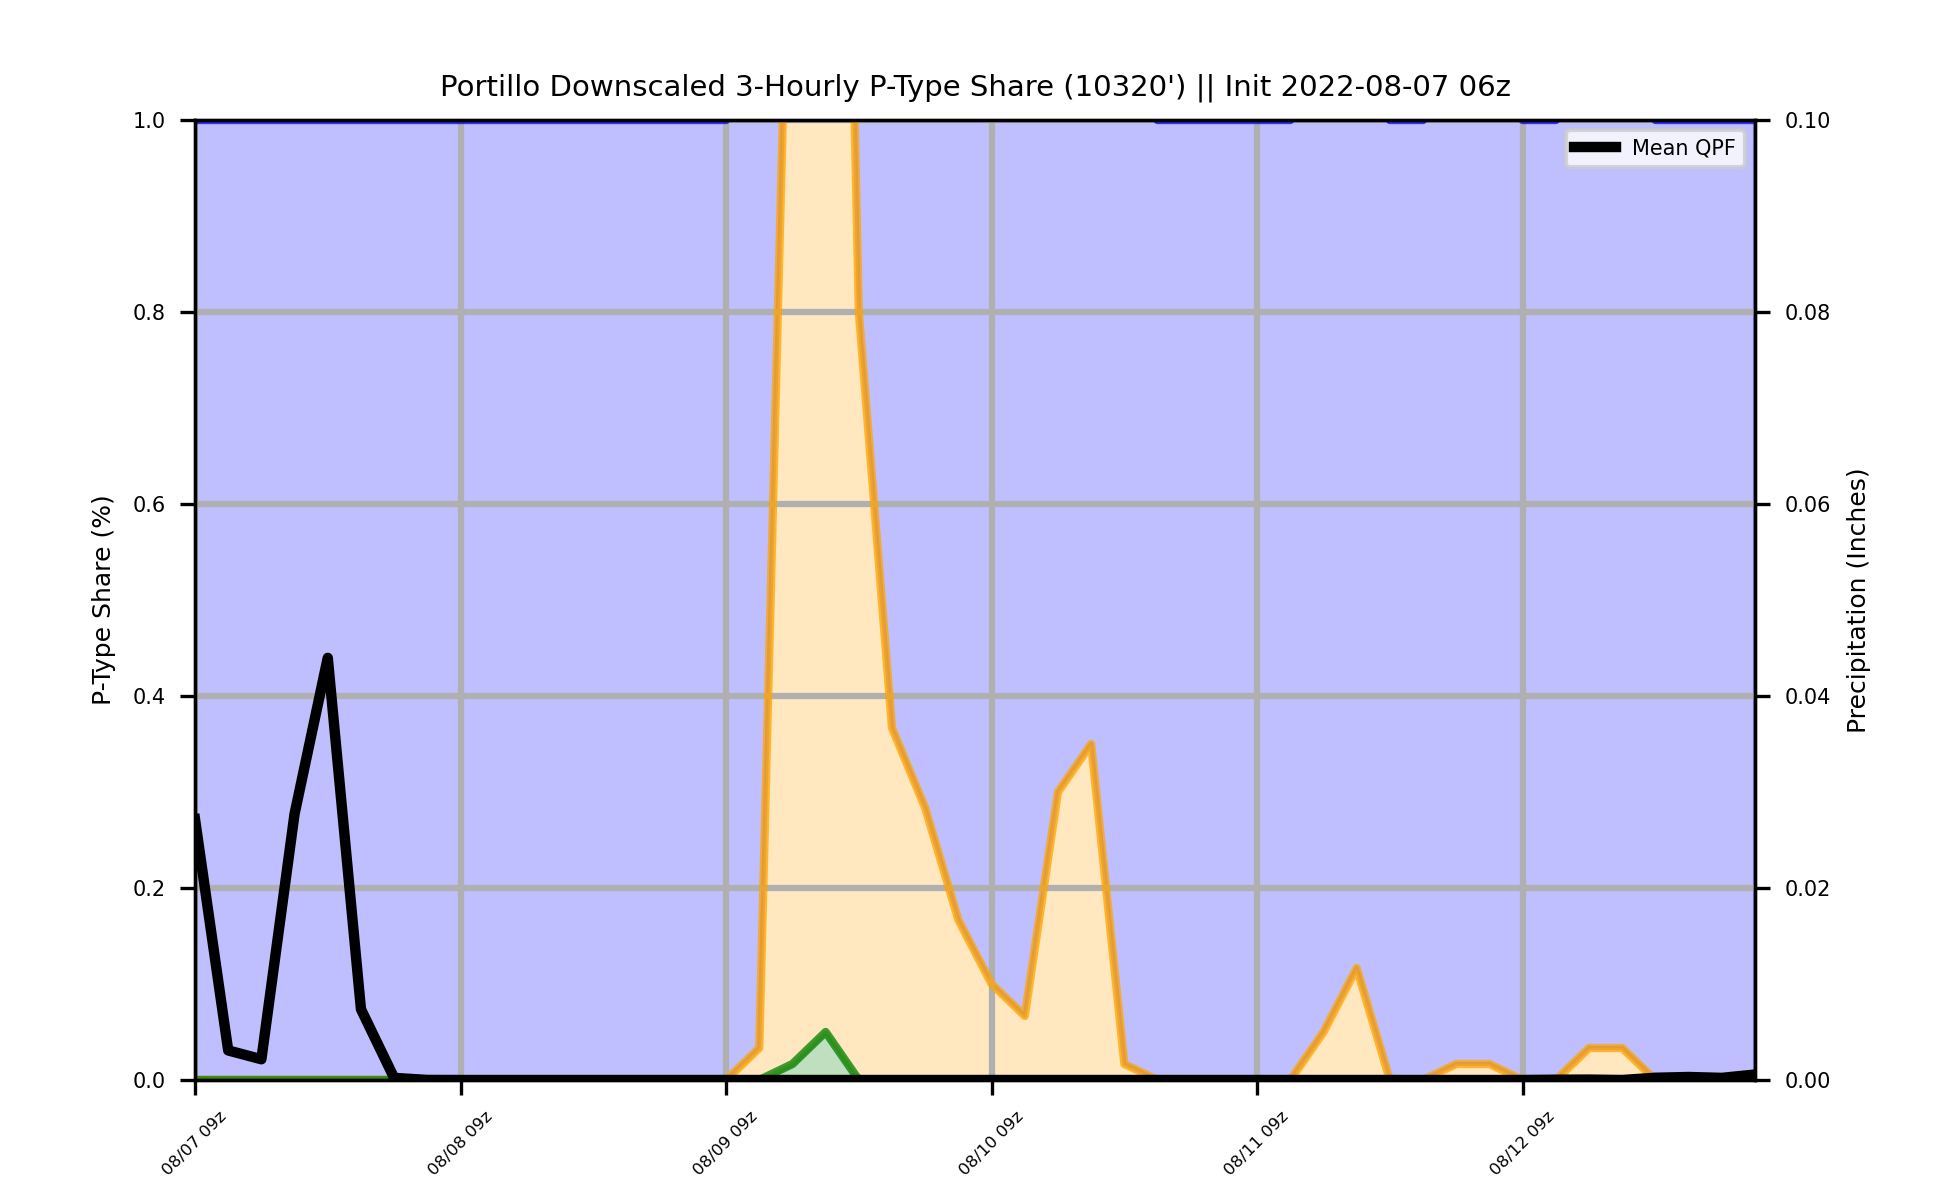 Portillo Downscaled 3-Hourly P-Type Share (10320') || Init 2022-08-07 06z
Mean QPF
P-Type Share (%)
1.0
0.8
0.6
0.4
0.2
0.0
0.10
0.08
0.06
0.04
0.02
0.00
Precipitation (Inches)
08/07 09z
08/08 09z
08/09 09z
08/10 09z
08/11 09z
08/12 09z